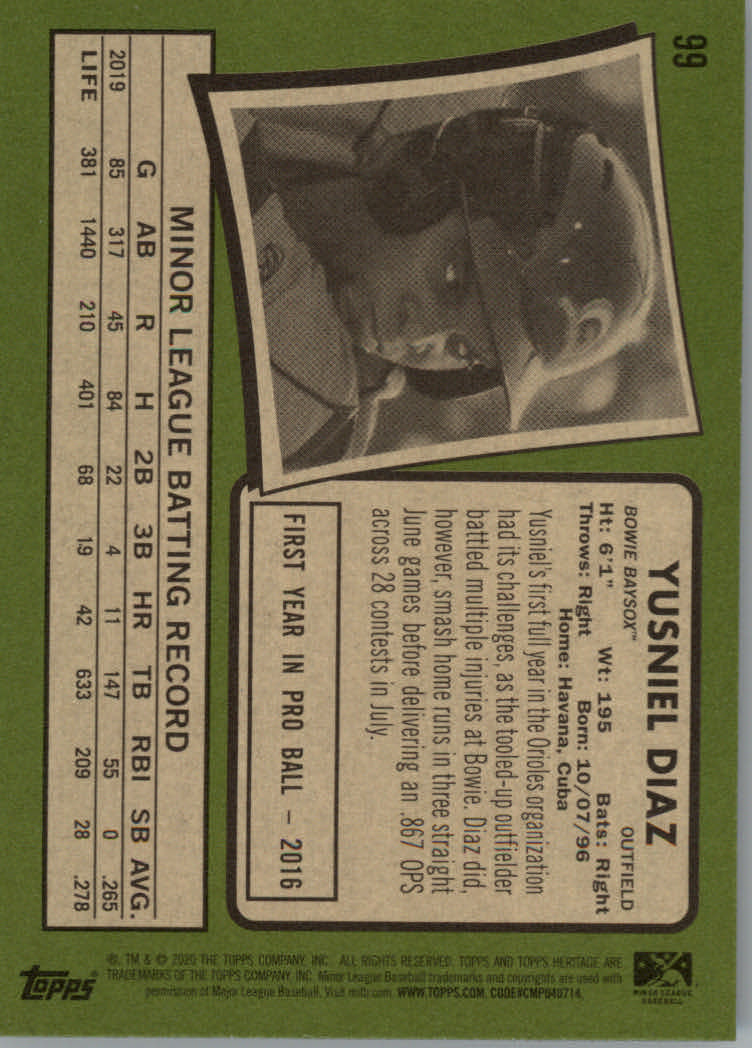 99
YUSNIEL DIAZ
BOWIE BAYSOX™ OUTFIELD
Ht: 6'1" Wt: 195 Bats: Right
Throws: Right Born: 10/07/96
Home: Havana, Cuba
Yusniel's first full year in the Orioles organization
had its challenges, as the tooled-up outfielder
battled multiple injuries at Bowie. Diaz did,
however, smash home runs in three straight
June games before delivering an .867 OPS
across 28 contests in July.
FIRST YEAR IN PRO BALL – 2016
MINOR LEAGUE BATTING RECORD
G AB R H 2B 3B HR TB RBI SB AVG.
2019 85 317 45 84 22 4 11 147 55 0 .265
LIFE 381 1440 210 401 68 19 42 633 209 28 .278
MINOR LEAGUE
BASEBALL
®, TM & © 2020 THE TOPPS COMPANY, INC. ALL RIGHTS RESERVED. TOPPS AND TOPPS HERITAGE ARE
TRADEMARKS OF THE TOPPS COMPANY, INC. Minor League Baseball trademarks and copyrights are used with
permission of Minor League Baseball. Visit milb.com. WWW.TOPPS.COM. CODE#CMP040714.
Topps®